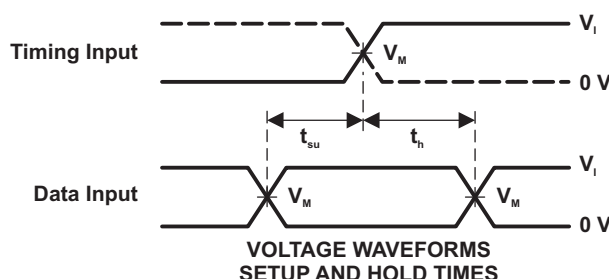 V_I
Timing Input
V_M
0 V
t_su
t_h
V_I
Data Input
V_M
V_M
0 V
VOLTAGE WAVEFORMS
SETUP AND HOLD TIMES